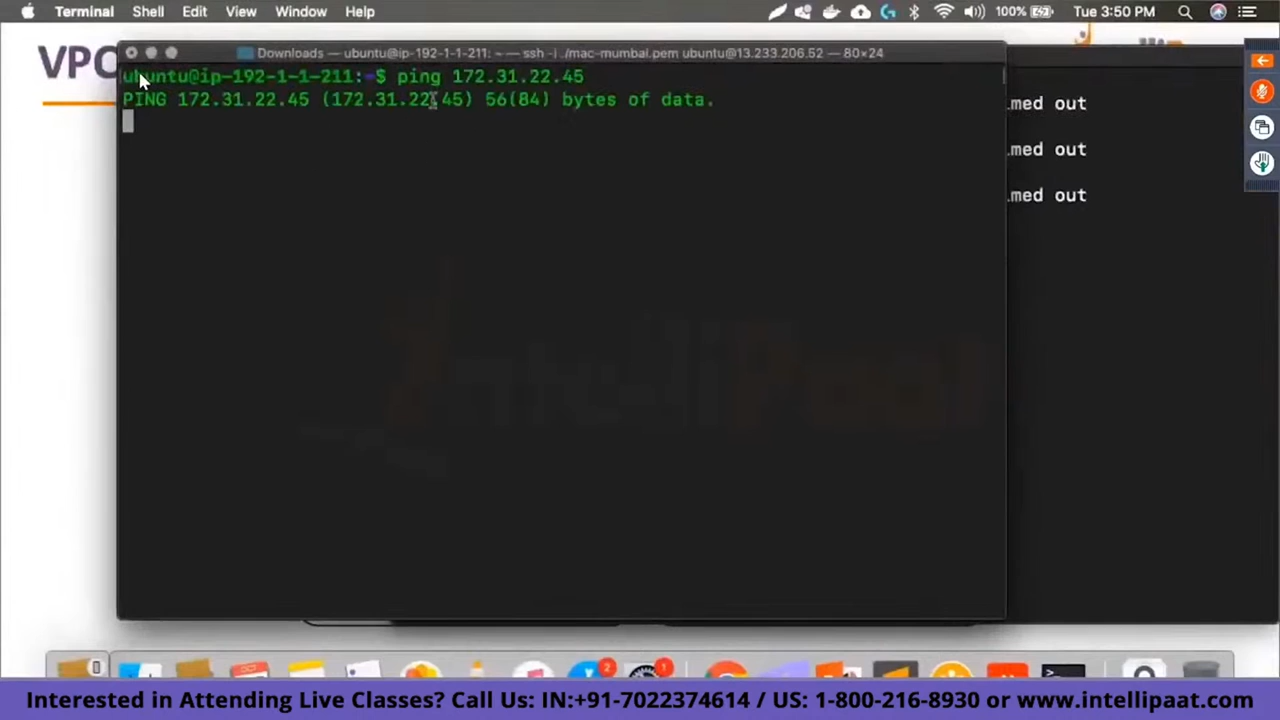 Terminal Shell Edit View Window Help 100% Tue 3:50 PM
VPC
Downloads — ubuntu@ip-192-1-1-211: ~ — ssh -i ./mac-mumbai.pem ubuntu@13.233.206.52 — 80×24
ubuntu@ip-192-1-1-211:~$ ping 172.31.22.45
PING 172.31.22.45 (172.31.22.45) 56(84) bytes of data.
med out
med out
med out
IntelliPaat
2 1
Interested in Attending Live Classes? Call Us: IN:+91-7022374614 / US: 1-800-216-8930 or www.intellipaat.com